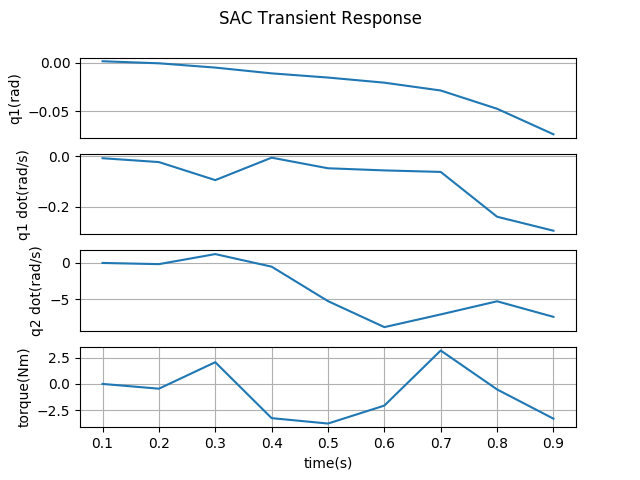 SAC Transient Response
0.00
−0.05
q1(rad)
0.0
−0.2
q1 dot(rad/s)
0
−5
q2 dot(rad/s)
2.5
0.0
−2.5
torque(Nm)
0.1 0.2 0.3 0.4 0.5 0.6 0.7 0.8 0.9
time(s)